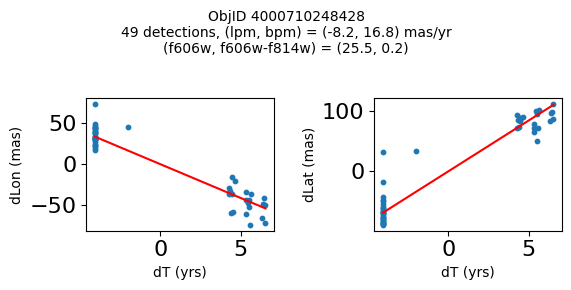 ObjID 4000710248428
49 detections, (lpm, bpm) = (-8.2, 16.8) mas/yr
(f606w, f606w-f814w) = (25.5, 0.2)
dLon (mas)
50
0
−50
0 5
dT (yrs)
dLat (mas)
100
0
0 5
dT (yrs)